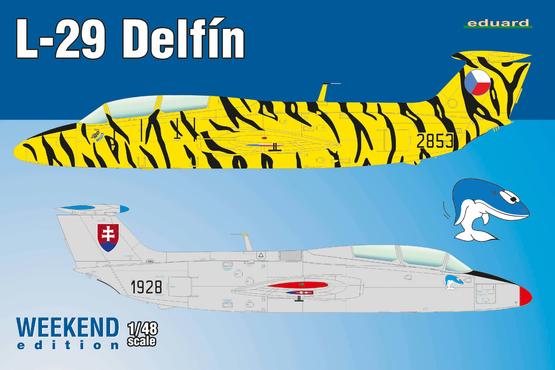 L-29 Delfín
eduard
2853
1928
WEEKEND
edition
1/48
scale